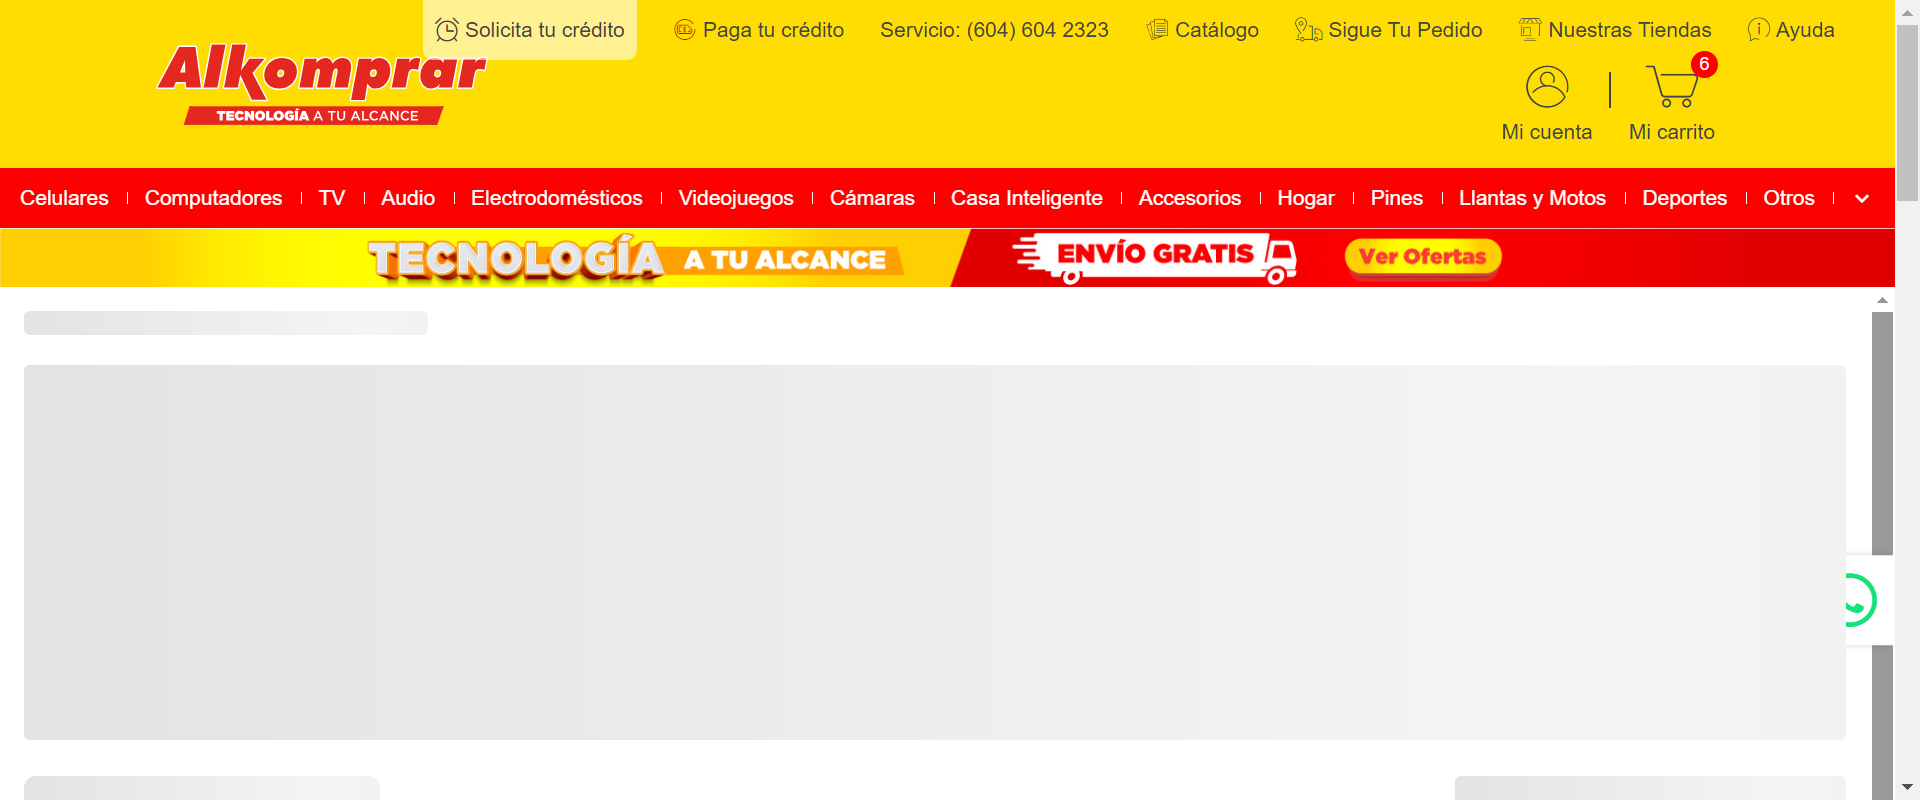 Solicita tu crédito
Paga tu crédito
Servicio: (604) 604 2323
Catálogo
Sigue Tu Pedido
Nuestras Tiendas
Ayuda
Alkomprar
TECNOLOGÍA A TU ALCANCE
6
Mi cuenta
Mi carrito
Celulares
Computadores
TV
Audio
Electrodomésticos
Videojuegos
Cámaras
Casa Inteligente
Accesorios
Hogar
Pines
Llantas y Motos
Deportes
Otros
TECNOLOGÍA A TU ALCANCE
ENVÍO GRATIS
Ver Ofertas